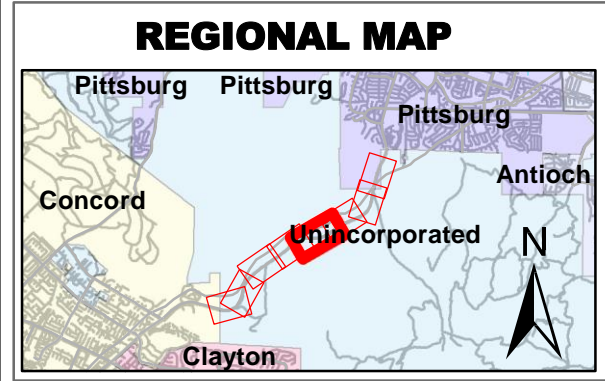 REGIONAL MAP
Pittsburg Pittsburg
Pittsburg
Antioch
Concord
Unincorporated N
Clayton